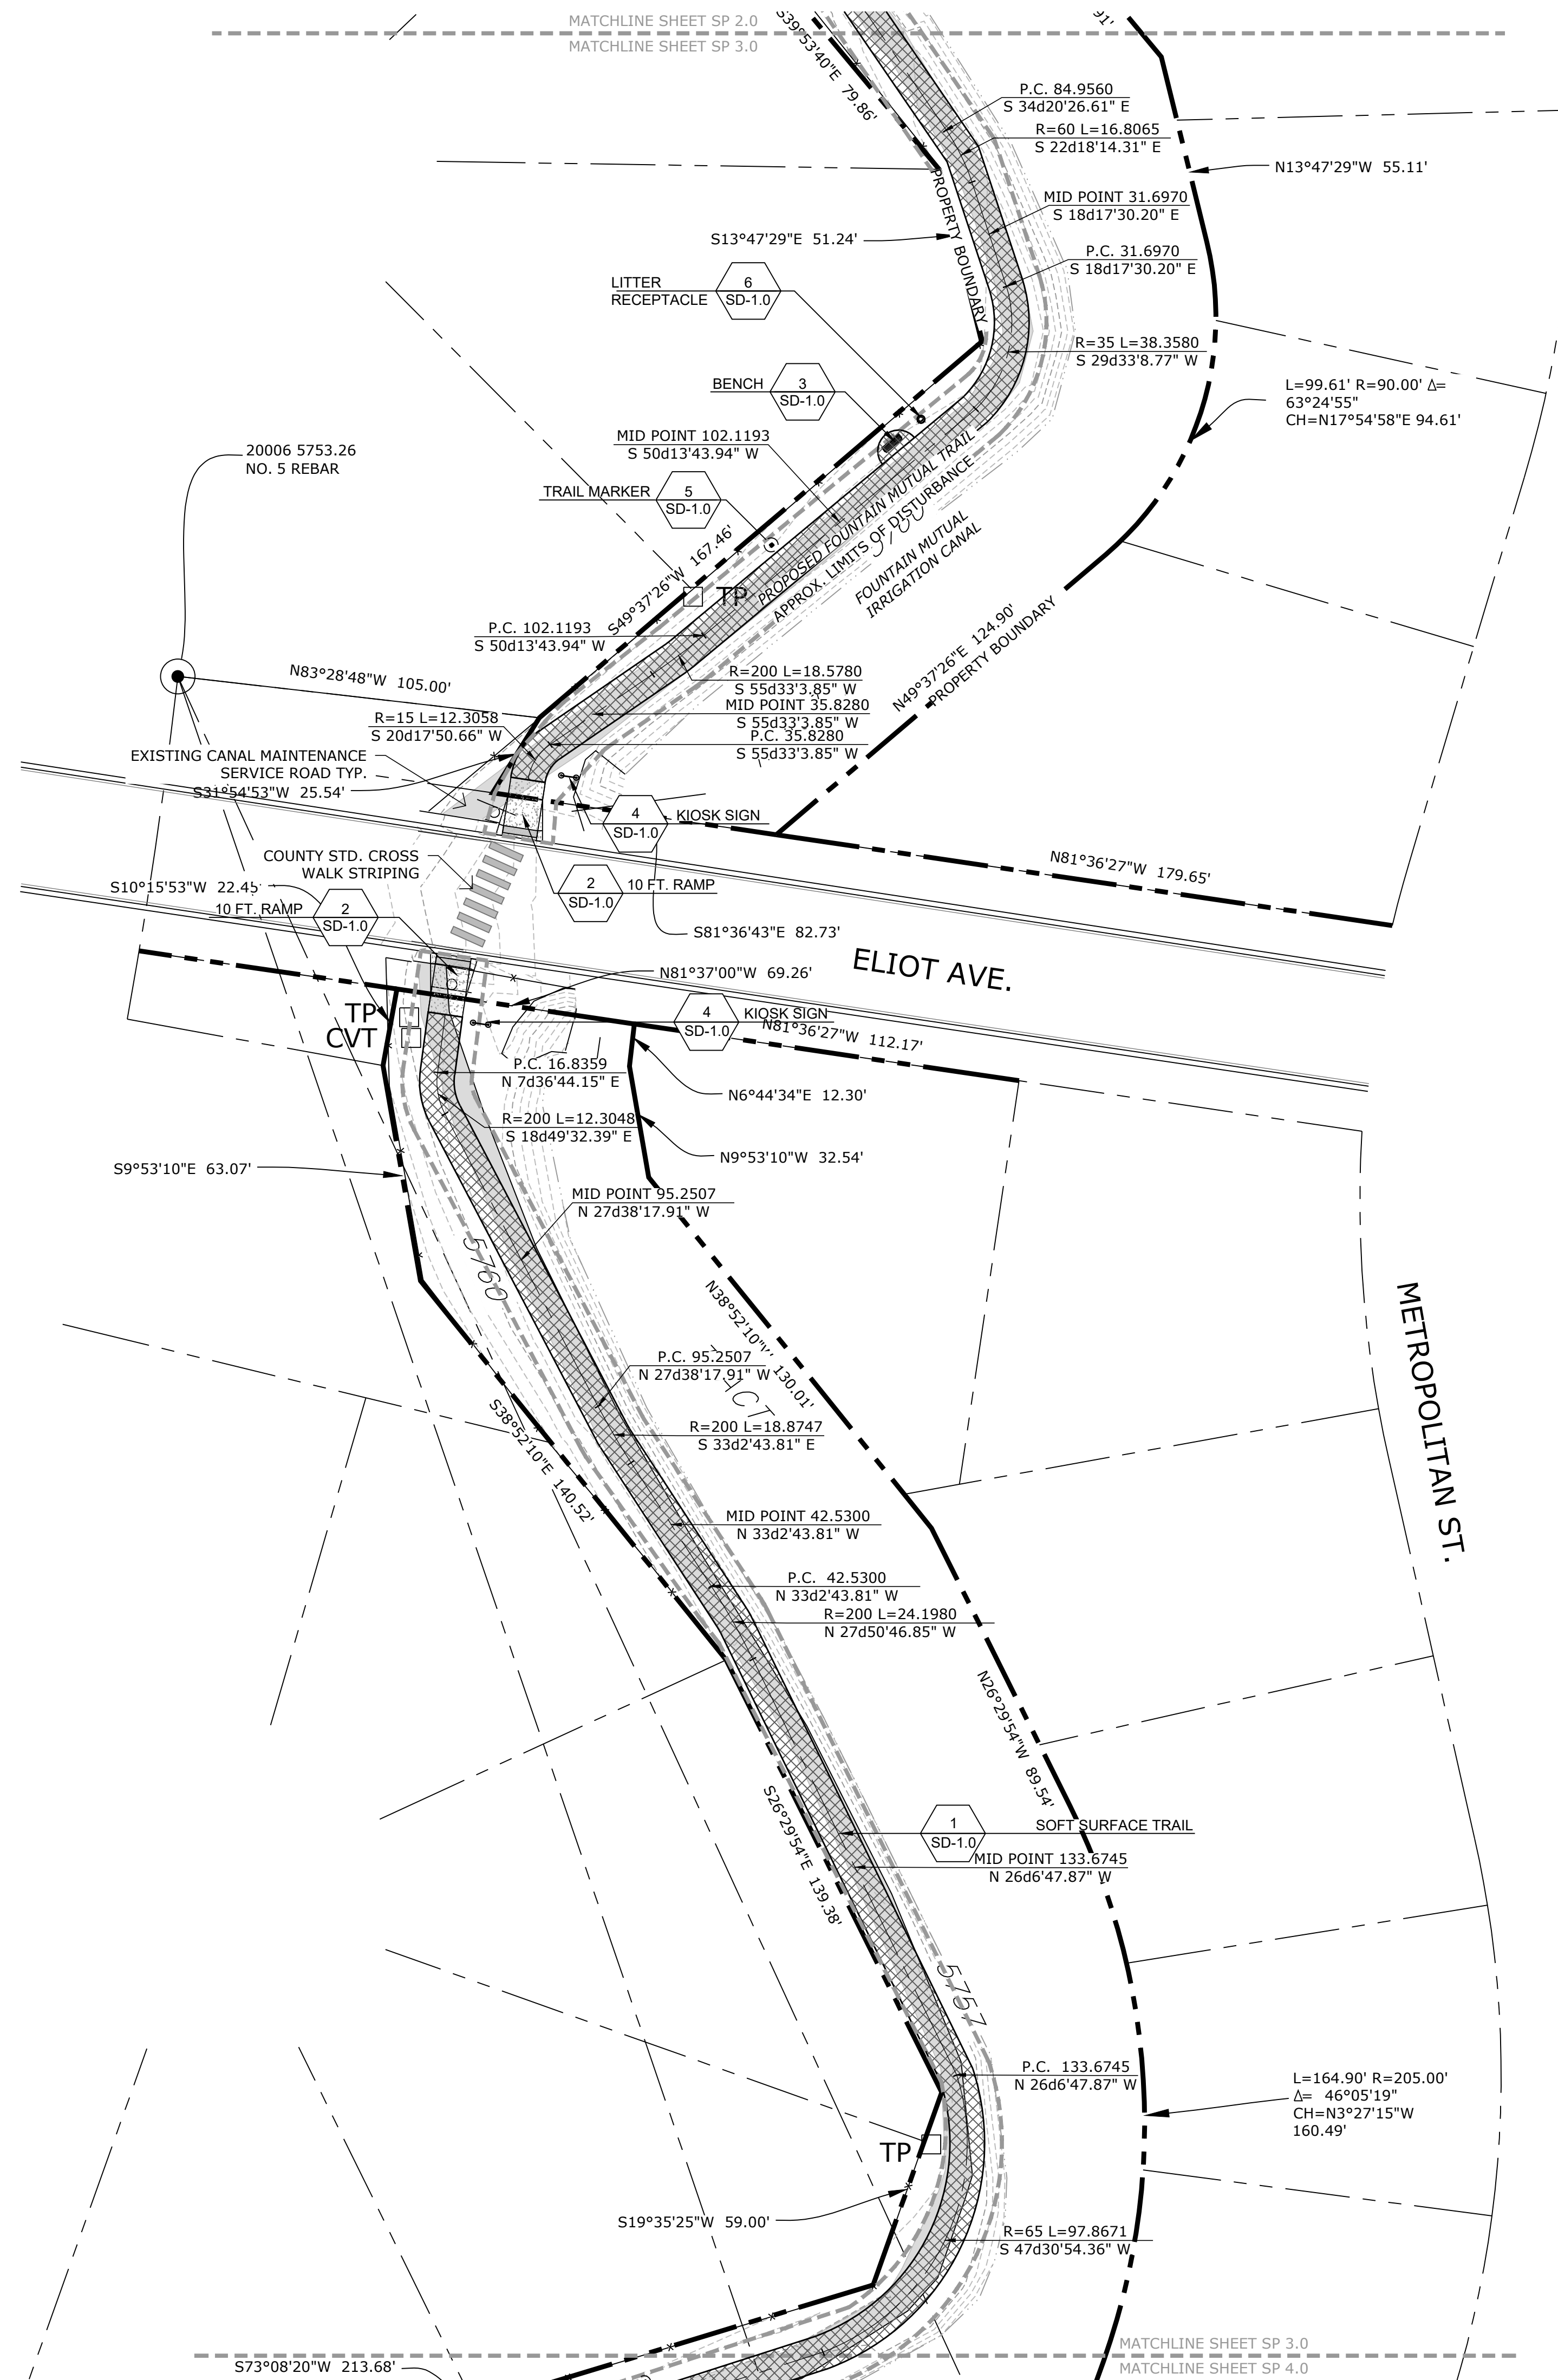 MATCHLINE SHEET SP 2.0
MATCHLINE SHEET SP 3.0
S39°53'40"E 79.86'
91'
P.C. 84.9560
S 34d20'26.61" E
R=60 L=16.8065
S 22d18'14.31" E
N13°47'29"W 55.11'
MID POINT 31.6970
S 18d17'30.20" E
PROPERTY BOUNDARY
S13°47'29"E 51.24'
P.C. 31.6970
S 18d17'30.20" E
LITTER
RECEPTACLE
6
SD-1.0
R=35 L=38.3580
S 29d33'8.77" W
BENCH
3
SD-1.0
L=99.61' R=90.00' Δ=
63°24'55"
CH=N17°54'58"E 94.61'
MID POINT 102.1193
S 50d13'43.94" W
20006 5753.26
NO. 5 REBAR
TRAIL MARKER
5
SD-1.0
PROPOSED FOUNTAIN MUTUAL TRAIL
APPROX. LIMITS OF DISTURBANCE
FOUNTAIN MUTUAL
IRRIGATION CANAL
S49°37'26"W 167.46'
TP
P.C. 102.1193
S 50d13'43.94" W
N49°37'26"E 124.90'
PROPERTY BOUNDARY
N83°28'48"W 105.00'
R=200 L=18.5780
S 55d33'3.85" W
MID POINT 35.8280
S 55d33'3.85" W
P.C. 35.8280
S 55d33'3.85" W
R=15 L=12.3058
S 20d17'50.66" W
EXISTING CANAL MAINTENANCE
SERVICE ROAD TYP.
S31°54'53"W 25.54'
4
SD-1.0
KIOSK SIGN
COUNTY STD. CROSS
WALK STRIPING
N81°36'27"W 179.65'
S10°15'53"W 22.45'
2
SD-1.0
10 FT. RAMP
10 FT. RAMP
2
SD-1.0
S81°36'43"E 82.73'
ELIOT AVE.
N81°37'00"W 69.26'
TP
CVT
4
SD-1.0
KIOSK SIGN
N81°36'27"W 112.17'
P.C. 16.8359
N 7d36'44.15" E
N6°44'34"E 12.30'
R=200 L=12.3048
S 18d49'32.39" E
N9°53'10"W 32.54'
S9°53'10"E 63.07'
MID POINT 95.2507
N 27d38'17.91" W
5760
N38°52'10"W 130.01'
METROPOLITAN ST.
P.C. 95.2507
N 27d38'17.91" W
S38°52'10"E 140.52'
R=200 L=18.8747
S 33d2'43.81" E
MID POINT 42.5300
N 33d2'43.81" W
P.C. 42.5300
N 33d2'43.81" W
R=200 L=24.1980
N 27d50'46.85" W
N26°29'54"W 89.54'
S26°29'54"E 139.38'
1
SD-1.0
SOFT SURFACE TRAIL
MID POINT 133.6745
N 26d6'47.87" W
5757
P.C. 133.6745
N 26d6'47.87" W
L=164.90' R=205.00'
Δ= 46°05'19"
CH=N3°27'15"W
160.49'
TP
S19°35'25"W 59.00'
R=65 L=97.8671
S 47d30'54.36" W
MATCHLINE SHEET SP 3.0
MATCHLINE SHEET SP 4.0
S73°08'20"W 213.68'